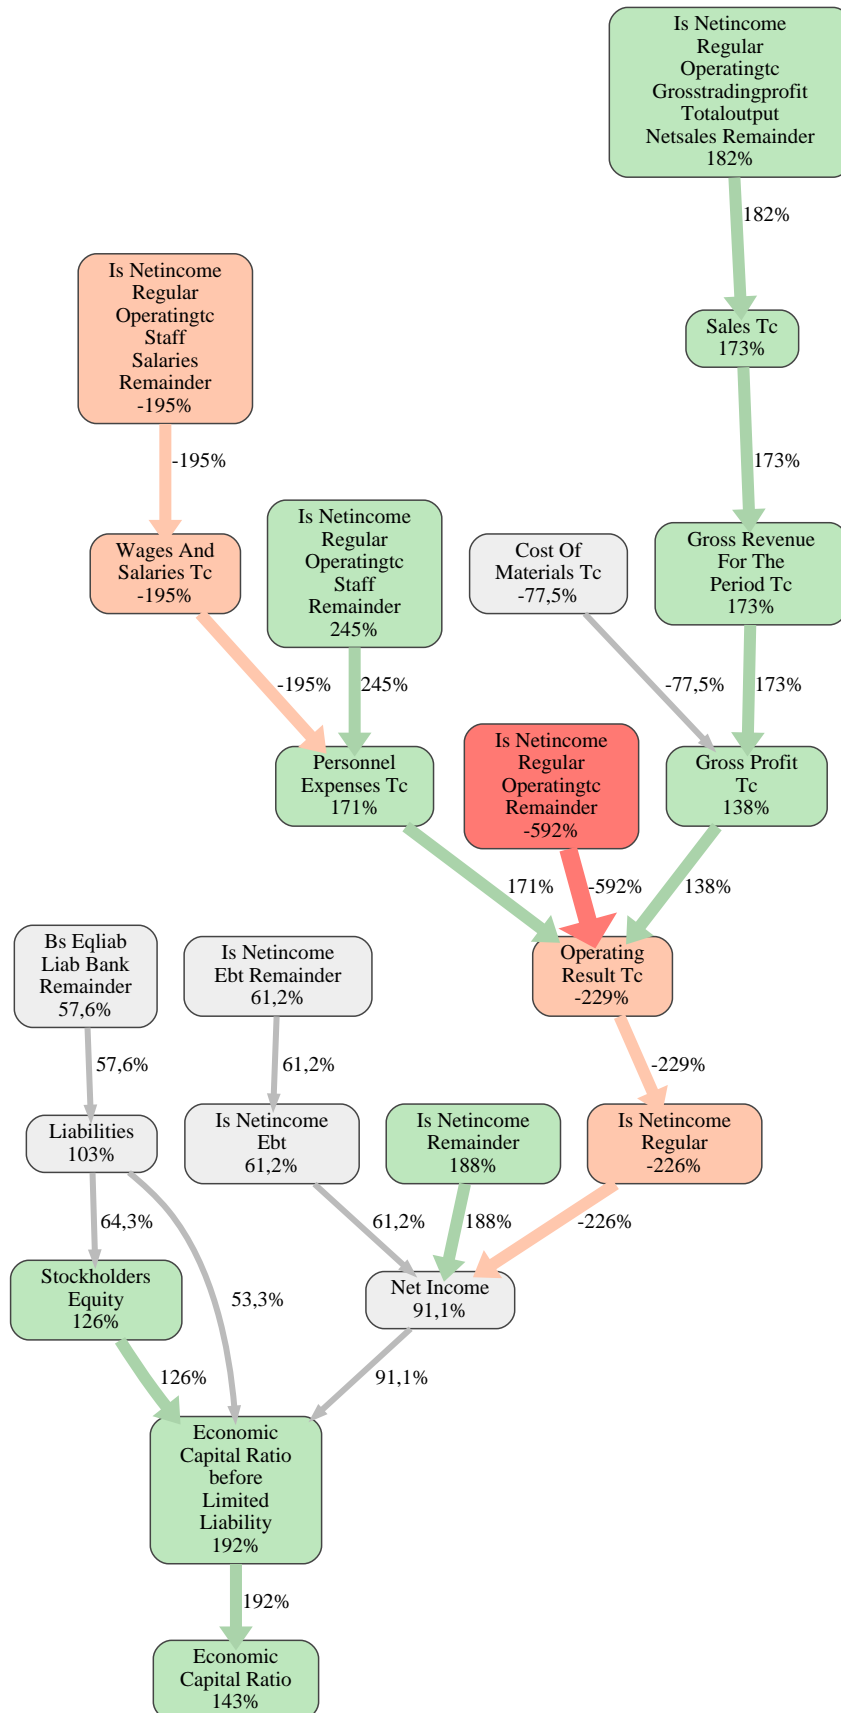 Is Netincome
Regular
Operatingtc
Grosstradingprofit
Totaloutput
Netsales Remainder
182%
182%
Is Netincome
Regular
Operatingtc
Staff
Salaries
Remainder
-195%
Sales Tc
173%
-195%
173%
Is Netincome
Regular
Operatingtc
Staff
Remainder
245%
Wages And
Salaries Tc
-195%
Cost Of
Materials Tc
-77,5%
Gross Revenue
For The
Period Tc
173%
-195%
245%
-77,5%
173%
Personnel
Expenses Tc
171%
Is Netincome
Regular
Operatingtc
Remainder
-592%
Gross Profit
Tc
138%
171%
-592%
138%
Bs Eqliab
Liab Bank
Remainder
57,6%
Is Netincome
Ebt Remainder
61,2%
Operating
Result Tc
-229%
57,6%
61,2%
-229%
Liabilities
103%
Is Netincome
Ebt
61,2%
Is Netincome
Remainder
188%
Is Netincome
Regular
-226%
64,3%
61,2%
188%
-226%
Stockholders
Equity
126%
53,3%
Net Income
91,1%
126%
91,1%
Economic
Capital Ratio
before
Limited
Liability
192%
192%
Economic
Capital Ratio
143%